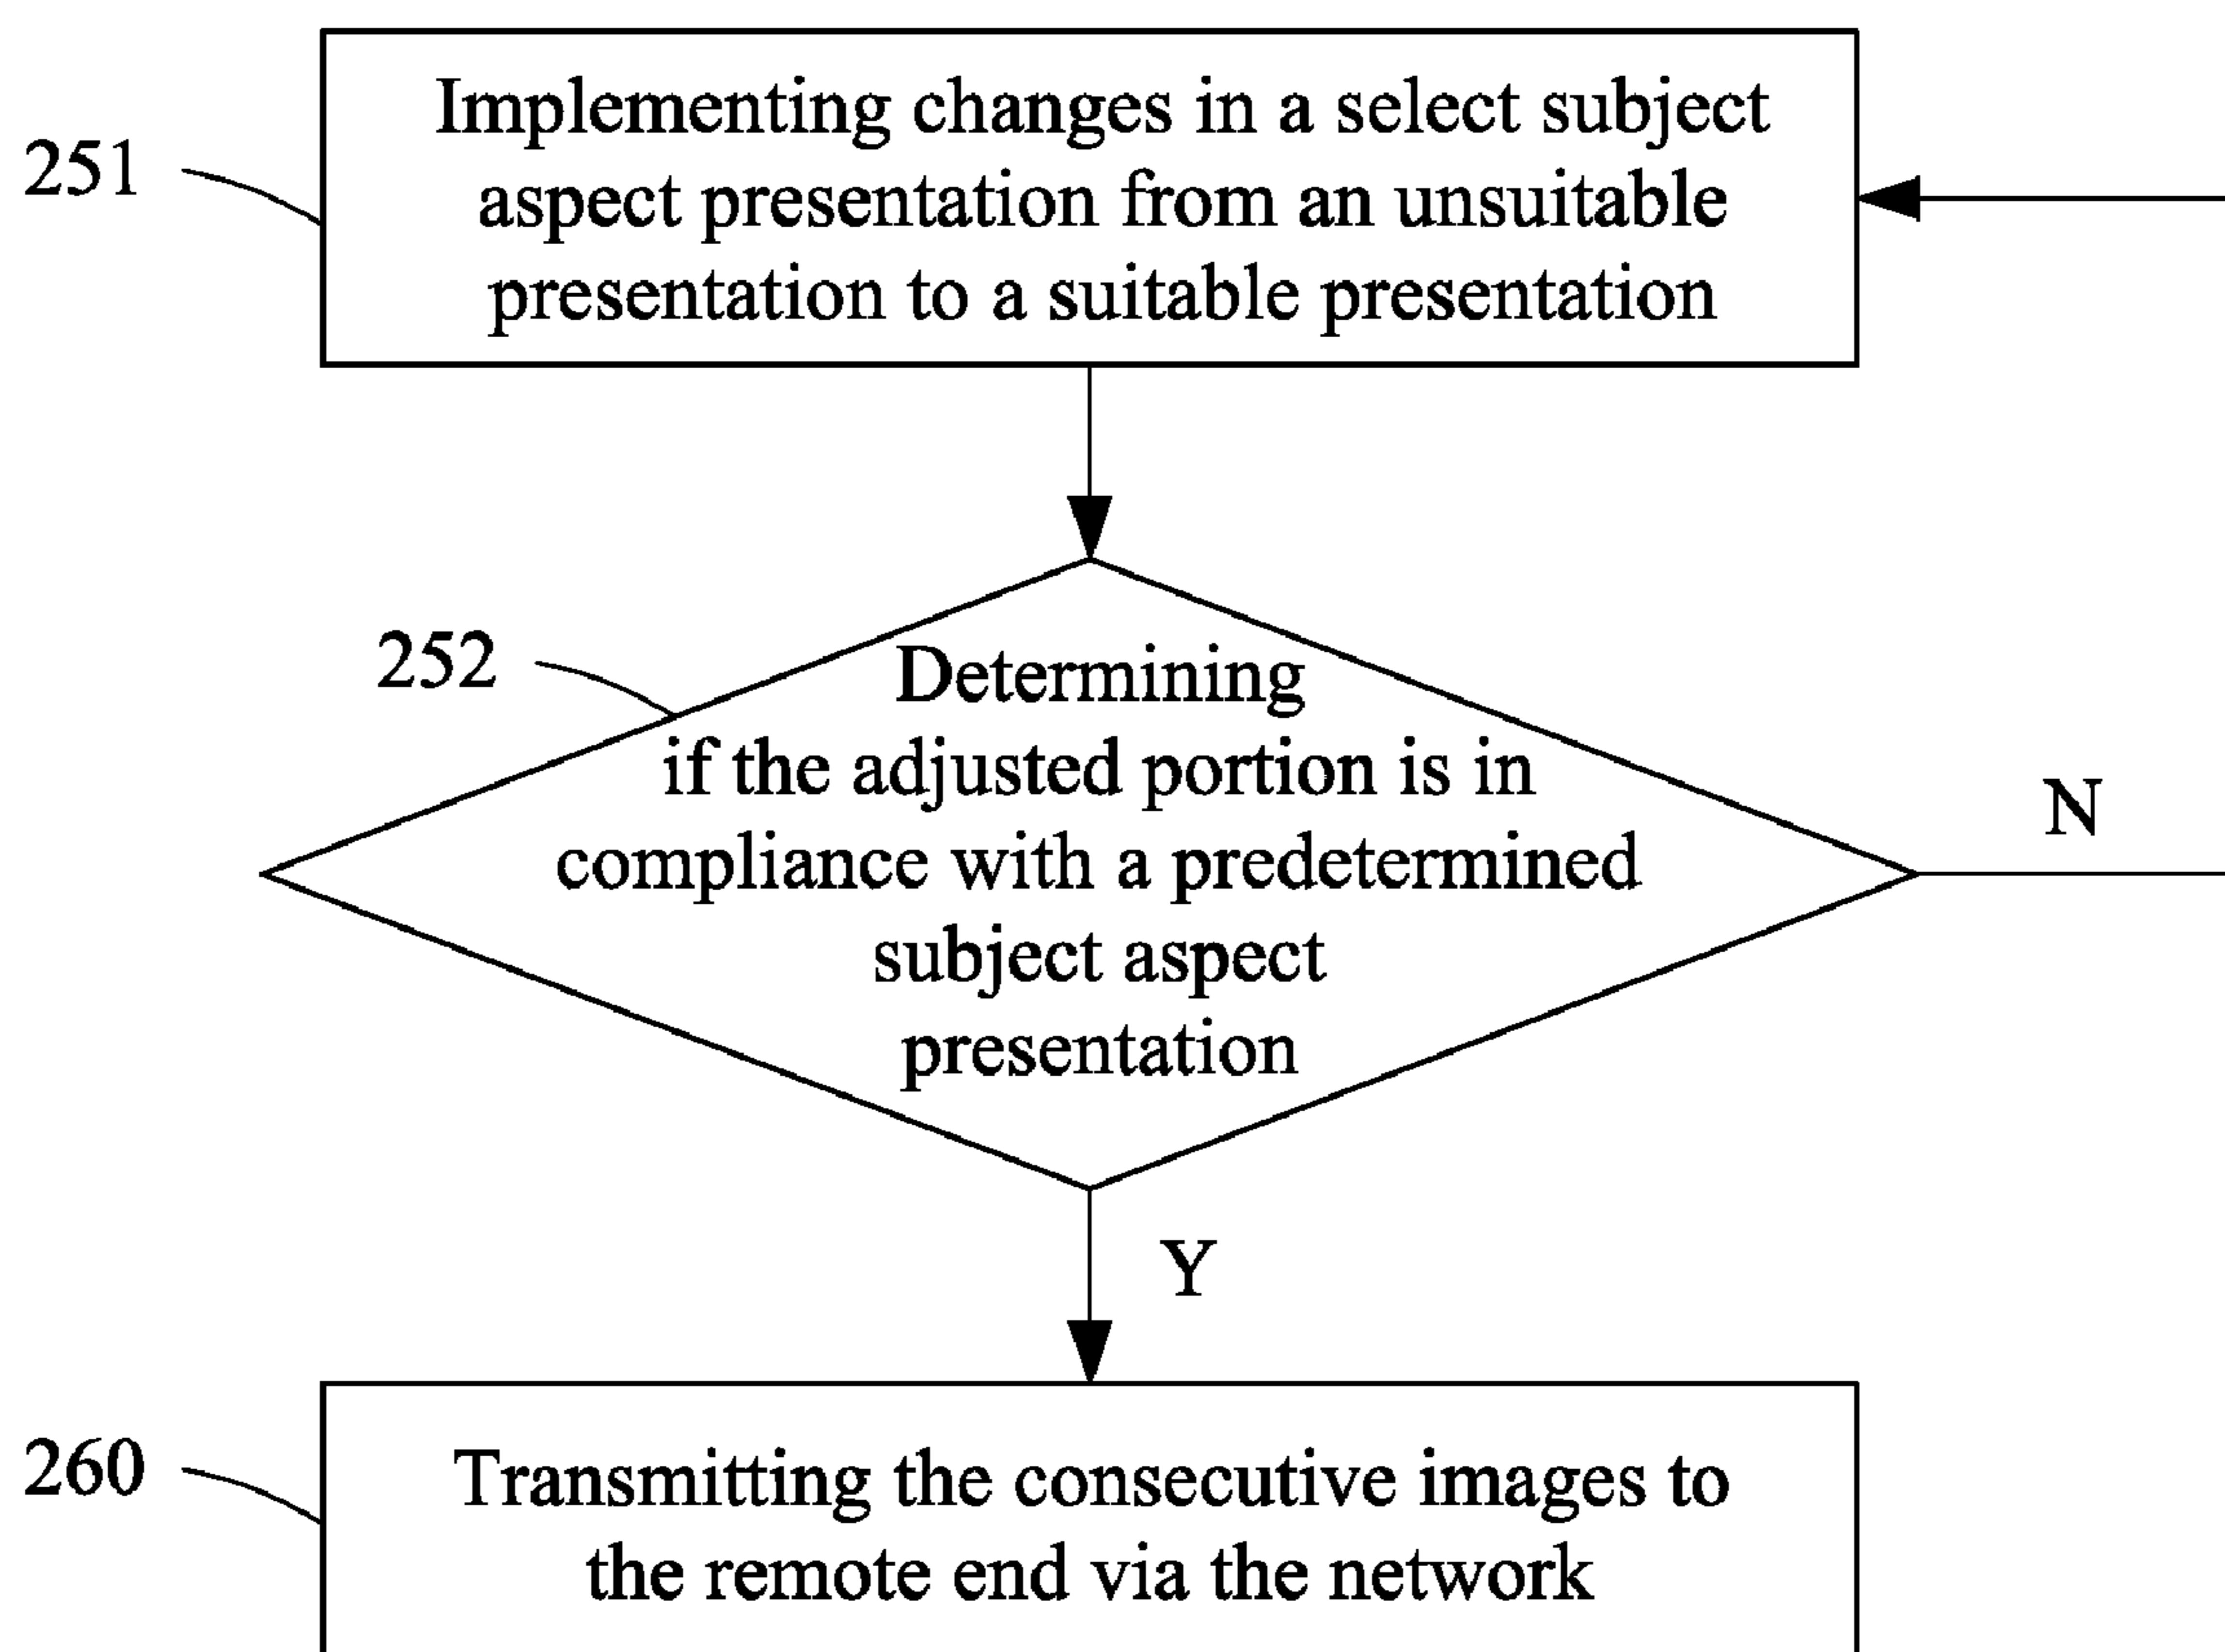 251
Implementing changes in a select subject
aspect presentation from an unsuitable
presentation to a suitable presentation
252
Determining
if the adjusted portion is in
compliance with a predetermined
subject aspect
presentation
N
Y
260
Transmitting the consecutive images to
the remote end via the network